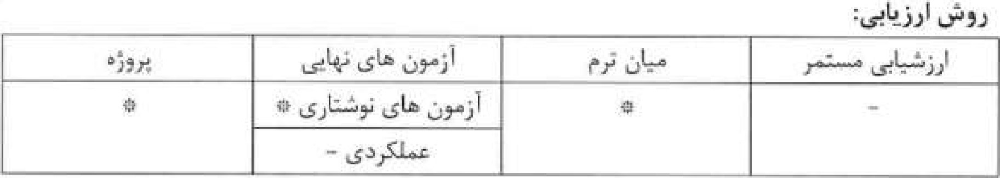 روش ارزیابی:
ارزشیابی مستمر میان ترم آزمون های نهایی پروژه
- * آزمون های نوشتاری * *
عملکردی -